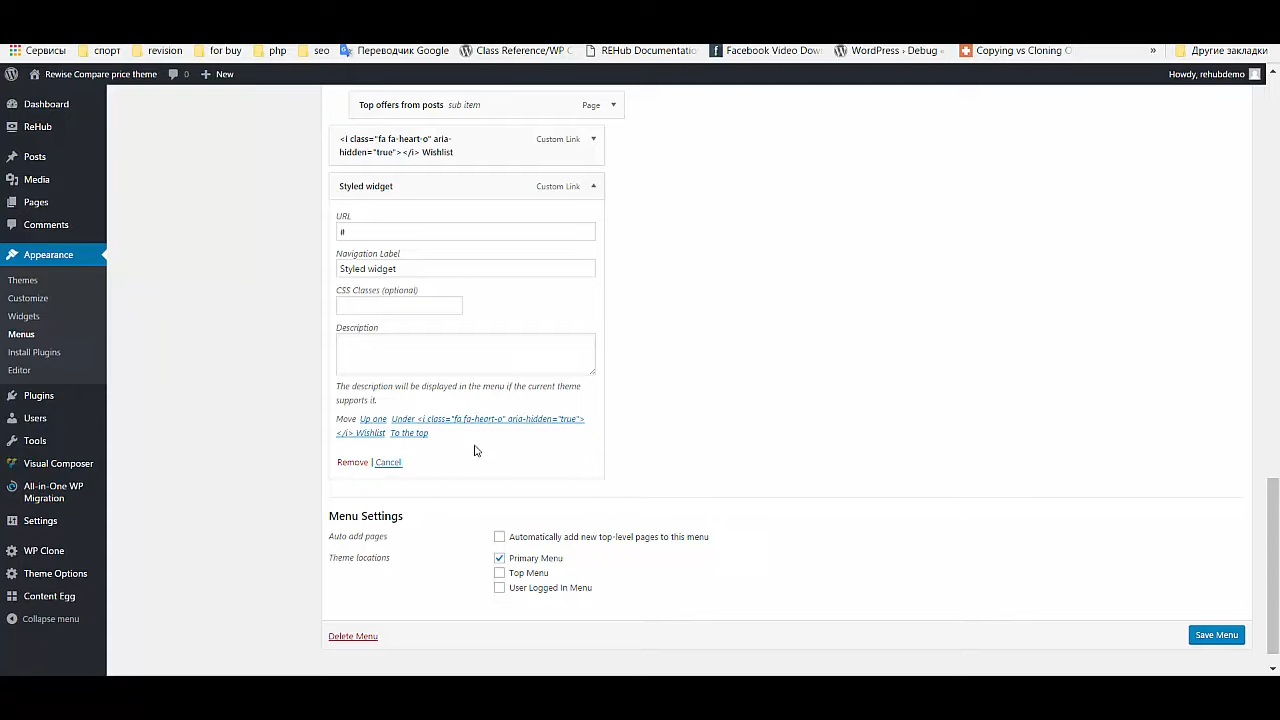 Сервисы спорт revision for buy php seo Переводчик Google Class Reference/WP C REHub Documentatio Facebook Video Dow WordPress › Debug « Copying vs Cloning C » Другие закладки
Rewise Compare price theme 0 + New Howdy, rehubdemo
Dashboard
ReHub
Posts
Media
Pages
Comments
Appearance
Themes
Customize
Widgets
Menus
Install Plugins
Editor
Plugins
Users
Tools
Visual Composer
All-in-One WP
Migration
Settings
WP Clone
Theme Options
Content Egg
Collapse menu
Top offers from posts sub item Page
<i class="fa fa-heart-o" aria- Custom Link
hidden="true"></i> Wishlist
Styled widget Custom Link
URL
#
Navigation Label
Styled widget
CSS Classes (optional)
Description
The description will be displayed in the menu if the current theme
supports it.
Move Up one Under <i class="fa fa-heart-o" aria-hidden="true">
</i> Wishlist To the top
Remove | Cancel
Menu Settings
Auto add pages Automatically add new top-level pages to this menu
Theme locations Primary Menu
Top Menu
User Logged In Menu
Delete Menu Save Menu